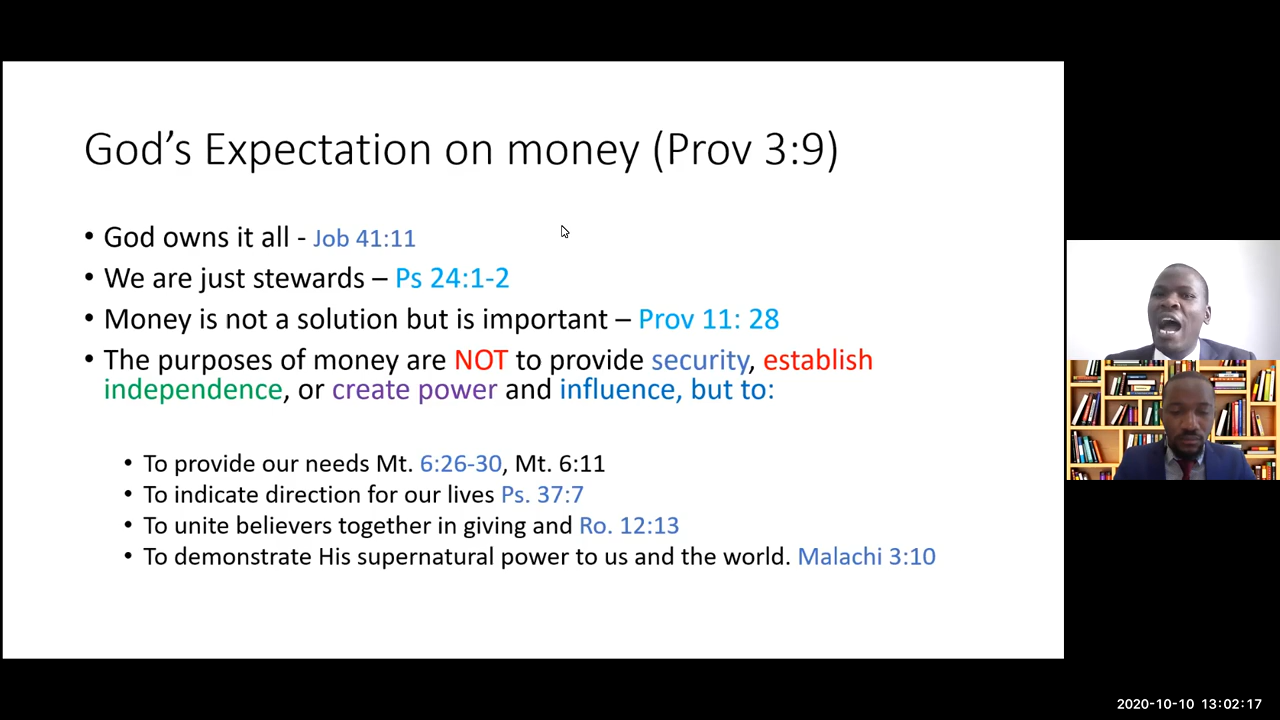 God’s Expectation on money (Prov 3:9)
• God owns it all - Job 41:11
• We are just stewards – Ps 24:1-2
• Money is not a solution but is important – Prov 11: 28
• The purposes of money are NOT to provide security, establish
independence, or create power and influence, but to:
• To provide our needs Mt. 6:26-30, Mt. 6:11
• To indicate direction for our lives Ps. 37:7
• To unite believers together in giving and Ro. 12:13
• To demonstrate His supernatural power to us and the world. Malachi 3:10
2020-10-10 13:02:17